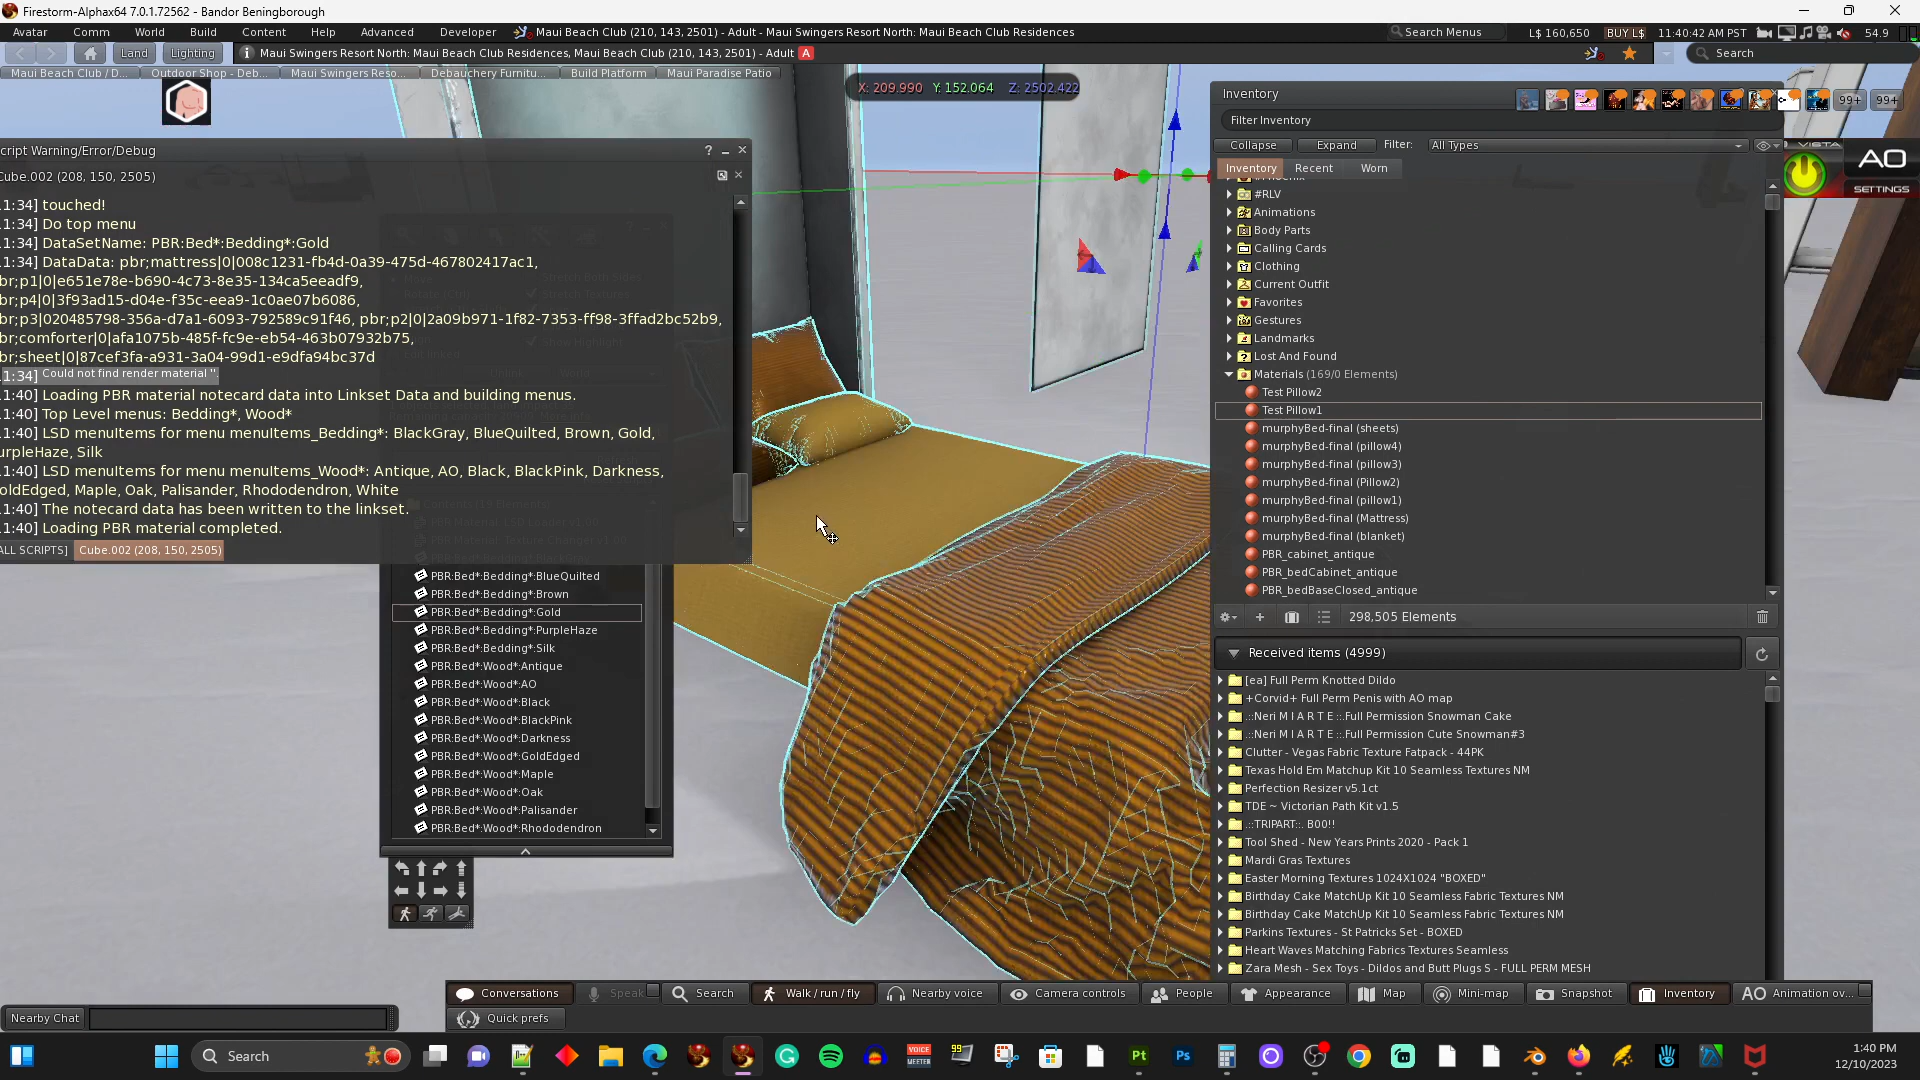 Firestorm-Alphax64 7.0.1.72562 - Bandor Beningborough
Avatar Comm World Build Content Help Advanced Developer Maui Beach Club (210, 143, 2501) - Adult - Maui Swingers Resort North: Maui Beach Club Residences Search Menus L$ 160,650 BUY L$ 11:40:42 AM PST 54.9
Land Lighting Maui Swingers Resort North: Maui Beach Club Residences, Maui Beach Club (210, 143, 2501) - Adult A Search
Maui Beach Club / D... Outdoor Shop - Deb... Maui Swingers Reso... Debauchery Furnitu... Build Platform Maui Paradise Patio
X: 209.990 Y: 152.064 Z: 2502.422
cript Warning/Error/Debug
Cube.002 (208, 150, 2505)
1:34] touched!
1:34] Do top menu
1:34] DataSetName: PBR:Bed*:Bedding*:Gold
1:34] DataData: pbr;mattress|0|008c1231-fb4d-0a39-475d-467802417ac1,
br;p1|0|e651e78e-b690-4c73-8e35-134ca5eeadf9,
br;p4|0|3f93ad15-d04e-f35c-eea9-1c0ae07b6086,
br;p3|020485798-356a-d7a1-6093-792589c91f46, pbr;p2|0|2a09b971-1f82-7353-ff98-3ffad2bc52b9,
br;comforter|0|afa1075b-485f-fc9e-eb54-463b07932b75,
br;sheet|0|87cef3fa-a931-3a04-99d1-e9dfa94bc37d
1:34] Could not find render material ''.
1:40] Loading PBR material notecard data into Linkset Data and building menus.
1:40] Top Level menus: Bedding*, Wood*
1:40] LSD menuItems for menu menuItems_Bedding*: BlackGray, BlueQuilted, Brown, Gold,
urpleHaze, Silk
1:40] LSD menuItems for menu menuItems_Wood*: Antique, AO, Black, BlackPink, Darkness,
oldEdged, Maple, Oak, Palisander, Rhododendron, White
1:40] The notecard data has been written to the linkset.
1:40] Loading PBR material completed.
ALL SCRIPTS] Cube.002 (208, 150, 2505)
PBR:Bed*:Bedding*:BlueQuilted
PBR:Bed*:Bedding*:Brown
PBR:Bed*:Bedding*:Gold
PBR:Bed*:Bedding*:PurpleHaze
PBR:Bed*:Bedding*:Silk
PBR:Bed*:Wood*:Antique
PBR:Bed*:Wood*:AO
PBR:Bed*:Wood*:Black
PBR:Bed*:Wood*:BlackPink
PBR:Bed*:Wood*:Darkness
PBR:Bed*:Wood*:GoldEdged
PBR:Bed*:Wood*:Maple
PBR:Bed*:Wood*:Oak
PBR:Bed*:Wood*:Palisander
PBR:Bed*:Wood*:Rhododendron
Inventory 99+ 99+
Filter Inventory
Collapse Expand Filter: All Types
Inventory Recent Worn
#RLV
Animations
Body Parts
Calling Cards
Clothing
Current Outfit
Favorites
Gestures
Landmarks
Lost And Found
Materials (169/0 Elements)
Test Pillow2
Test Pillow1
murphyBed-final (sheets)
murphyBed-final (pillow4)
murphyBed-final (pillow3)
murphyBed-final (Pillow2)
murphyBed-final (pillow1)
murphyBed-final (Mattress)
murphyBed-final (blanket)
PBR_cabinet_antique
PBR_bedCabinet_antique
PBR_bedBaseClosed_antique
298,505 Elements
Received items (4999)
[ea] Full Perm Knotted Dildo
+Corvid+ Full Perm Penis with AO map
.::Neri M I A R T E ::.Full Permission Snowman Cake
.::Neri M I A R T E ::.Full Permission Cute Snowman#3
Clutter - Vegas Fabric Texture Fatpack - 44PK
Texas Hold Em Matchup Kit 10 Seamless Textures NM
Perfection Resizer v5.1ct
TDE ~ Victorian Path Kit v1.5
.::TRIPART::. B00!!
Tool Shed - New Years Prints 2020 - Pack 1
Mardi Gras Textures
Easter Morning Textures 1024X1024 "BOXED"
Birthday Cake MatchUp Kit 10 Seamless Fabric Textures NM
Birthday Cake MatchUp Kit 10 Seamless Fabric Textures NM
Parkins Textures - St Patricks Set - BOXED
Heart Waves Matching Fabrics Textures Seamless
Zara Mesh - Sex Toys - Dildos and Butt Plugs S - FULL PERM MESH
VISTA AO
SETTINGS
Conversations Speak Search Walk / run / fly Nearby voice Camera controls People Appearance Map Mini-map Snapshot Inventory AO Animation ov...
Nearby Chat Quick prefs
Search
1:40 PM
12/10/2023